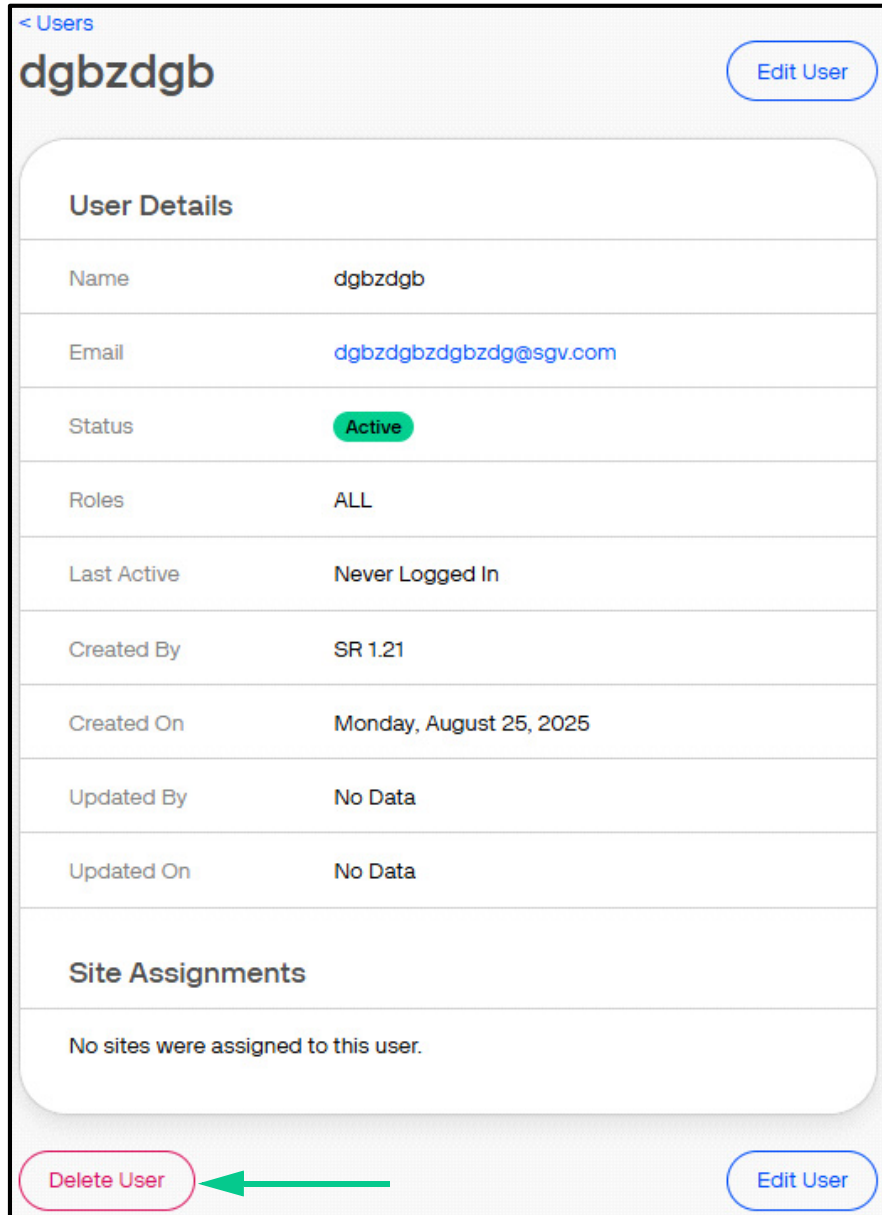 < Users
dgbzdgb
Edit User
User Details
Name dgbzdgb
Email dgbzdgbzdgbzdg@sgv.com
Status Active
Roles ALL
Last Active Never Logged In
Created By SR 1.21
Created On Monday, August 25, 2025
Updated By No Data
Updated On No Data
Site Assignments
No sites were assigned to this user.
Delete User Edit User